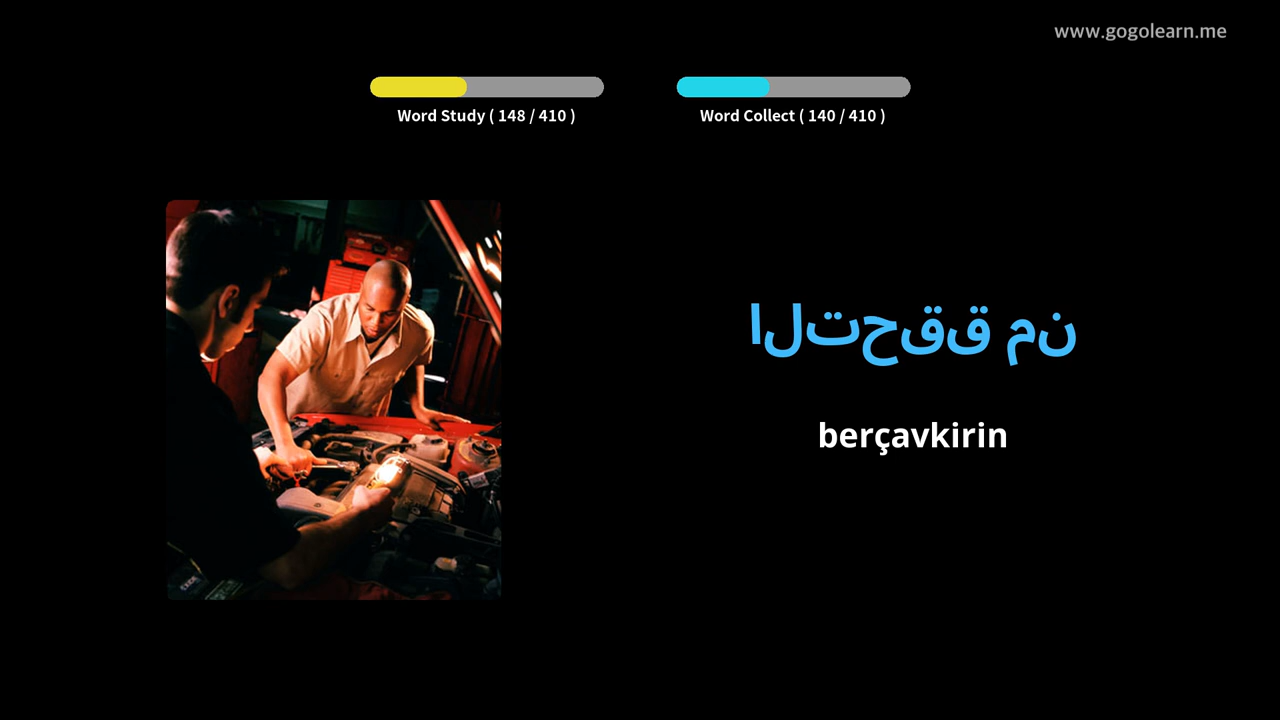 www.gogolearn.me
Word Study ( 148 / 410 )
Word Collect ( 140 / 410 )
التحقق من
berçavkirin